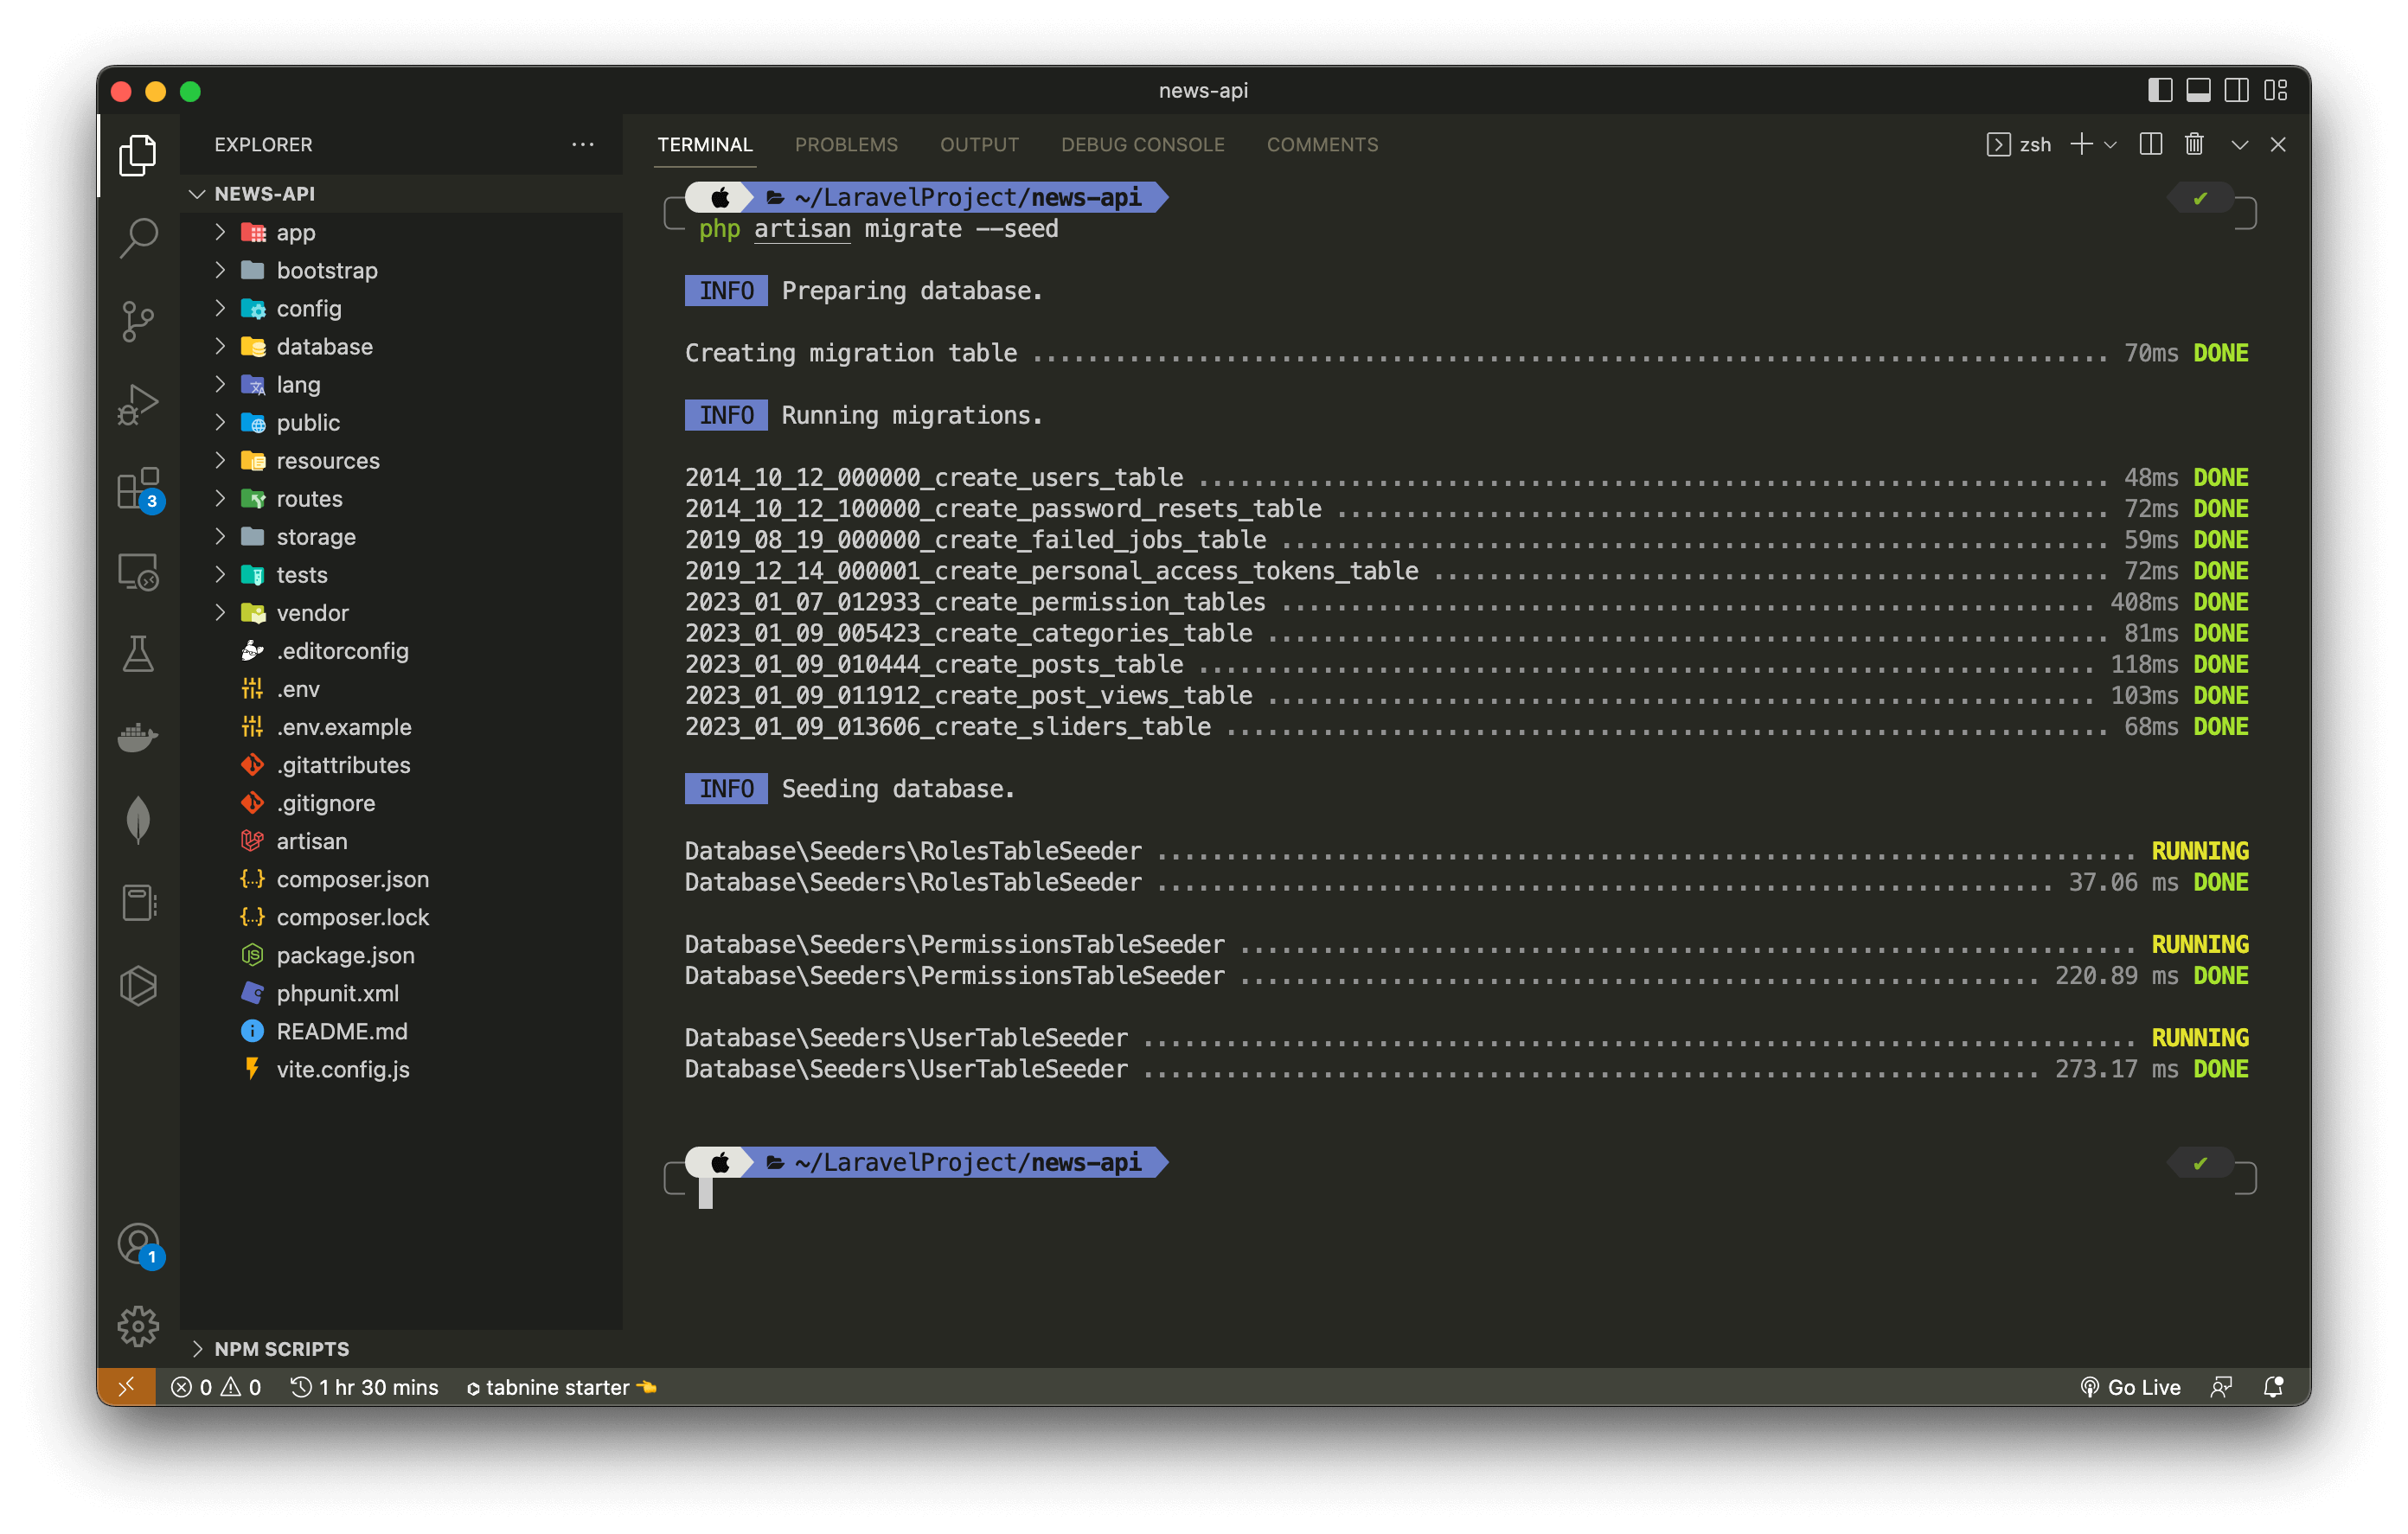 news-api
EXPLORER
NEWS-API
app
bootstrap
config
database
lang
public
resources
routes
storage
tests
vendor
.editorconfig
.env
.env.example
.gitattributes
.gitignore
artisan
composer.json
composer.lock
package.json
phpunit.xml
README.md
vite.config.js
NPM SCRIPTS
3
1
TERMINAL PROBLEMS OUTPUT DEBUG CONSOLE COMMENTS zsh
~/LaravelProject/news-api ✔
php artisan migrate --seed
INFO Preparing database.
Creating migration table .............................................................................. 70ms DONE
INFO Running migrations.
2014_10_12_000000_create_users_table .................................................................. 48ms DONE
2014_10_12_100000_create_password_resets_table ........................................................ 72ms DONE
2019_08_19_000000_create_failed_jobs_table ............................................................ 59ms DONE
2019_12_14_000001_create_personal_access_tokens_table ................................................. 72ms DONE
2023_01_07_012933_create_permission_tables ........................................................... 408ms DONE
2023_01_09_005423_create_categories_table ............................................................. 81ms DONE
2023_01_09_010444_create_posts_table ................................................................. 118ms DONE
2023_01_09_011912_create_post_views_table ............................................................ 103ms DONE
2023_01_09_013606_create_sliders_table ................................................................ 68ms DONE
INFO Seeding database.
Database\Seeders\RolesTableSeeder ....................................................................... RUNNING
Database\Seeders\RolesTableSeeder ................................................................. 37.06 ms DONE
Database\Seeders\PermissionsTableSeeder ................................................................. RUNNING
Database\Seeders\PermissionsTableSeeder .......................................................... 220.89 ms DONE
Database\Seeders\UserTableSeeder ........................................................................ RUNNING
Database\Seeders\UserTableSeeder ................................................................. 273.17 ms DONE
~/LaravelProject/news-api ✔
0 0 1 hr 30 mins tabnine starter 👈 Go Live